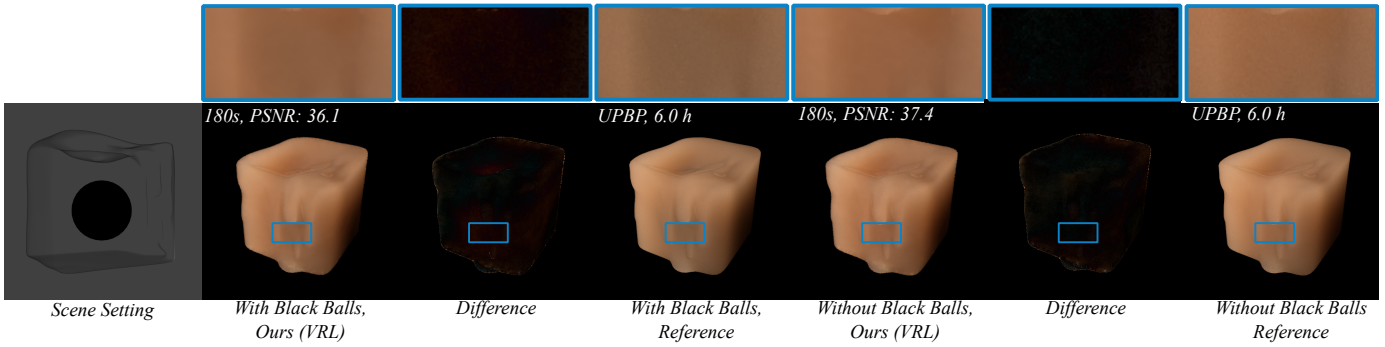 180s, PSNR: 36.1
UPBP, 6.0 h
180s, PSNR: 37.4
UPBP, 6.0 h
Scene Setting
With Black Balls,
Ours (VRL)
Difference
With Black Balls,
Reference
Without Black Balls,
Ours (VRL)
Difference
Without Black Balls
Reference